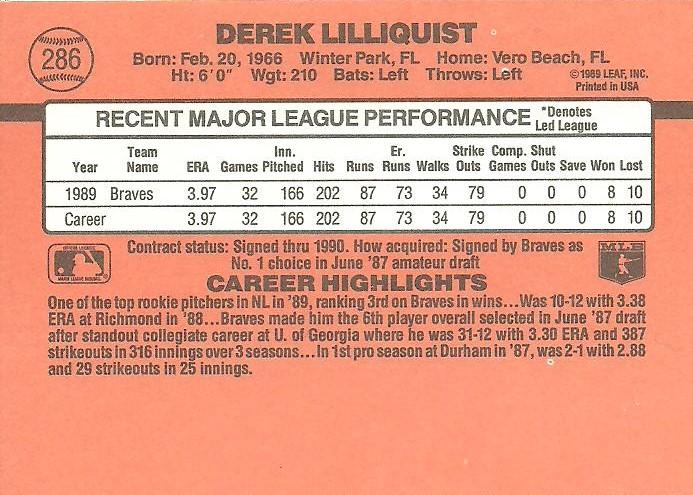 286
DEREK LILLIQUIST
Born: Feb. 20, 1966 Winter Park, FL Home: Vero Beach, FL
Ht: 6'0" Wgt: 210 Bats: Left Throws: Left
©1989 LEAF, INC.
Printed in USA
RECENT MAJOR LEAGUE PERFORMANCE *Denotes Led League
Year Team Name ERA Games Inn. Pitched Hits Runs Er. Runs Walks Strike Outs Comp. Games Shut Outs Save Won Lost
1989 Braves 3.97 32 166 202 87 73 34 79 0 0 0 8 10
Career 3.97 32 166 202 87 73 34 79 0 0 0 8 10
Contract status: Signed thru 1990. How acquired: Signed by Braves as
No. 1 choice in June '87 amateur draft
MLB
CAREER HIGHLIGHTS
One of the top rookie pitchers in NL in '89, ranking 3rd on Braves in wins...Was 10-12 with 3.38
ERA at Richmond in '88...Braves made him the 6th player overall selected in June '87 draft
after standout collegiate career at U. of Georgia where he was 31-12 with 3.30 ERA and 387
strikeouts in 316 innings over 3 seasons...In 1st pro season at Durham in '87, was 2-1 with 2.88
and 29 strikeouts in 25 innings.